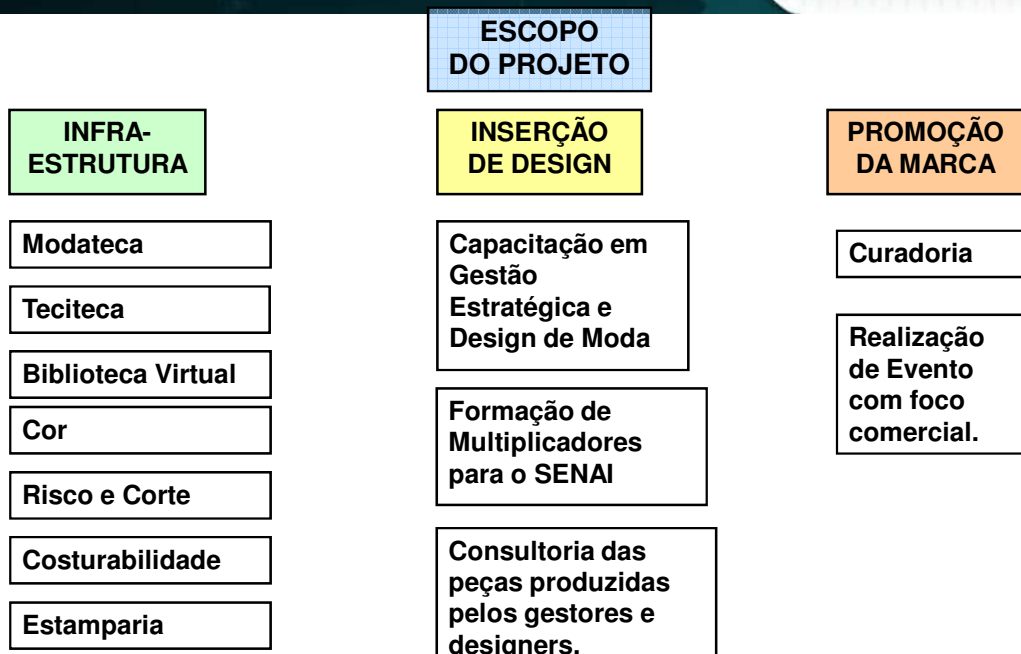 ESCOPO
DO PROJETO
INFRA-
ESTRUTURA
Modateca
Teciteca
Biblioteca Virtual
Cor
Risco e Corte
Costurabilidade
Estamparia
INSERÇÃO
DE DESIGN
Capacitação em
Gestão
Estratégica e
Design de Moda
Formação de
Multiplicadores
para o SENAI
Consultoria das
peças produzidas
pelos gestores e
designers.
PROMOÇÃO
DA MARCA
Curadoria
Realização
de Evento
com foco
comercial.